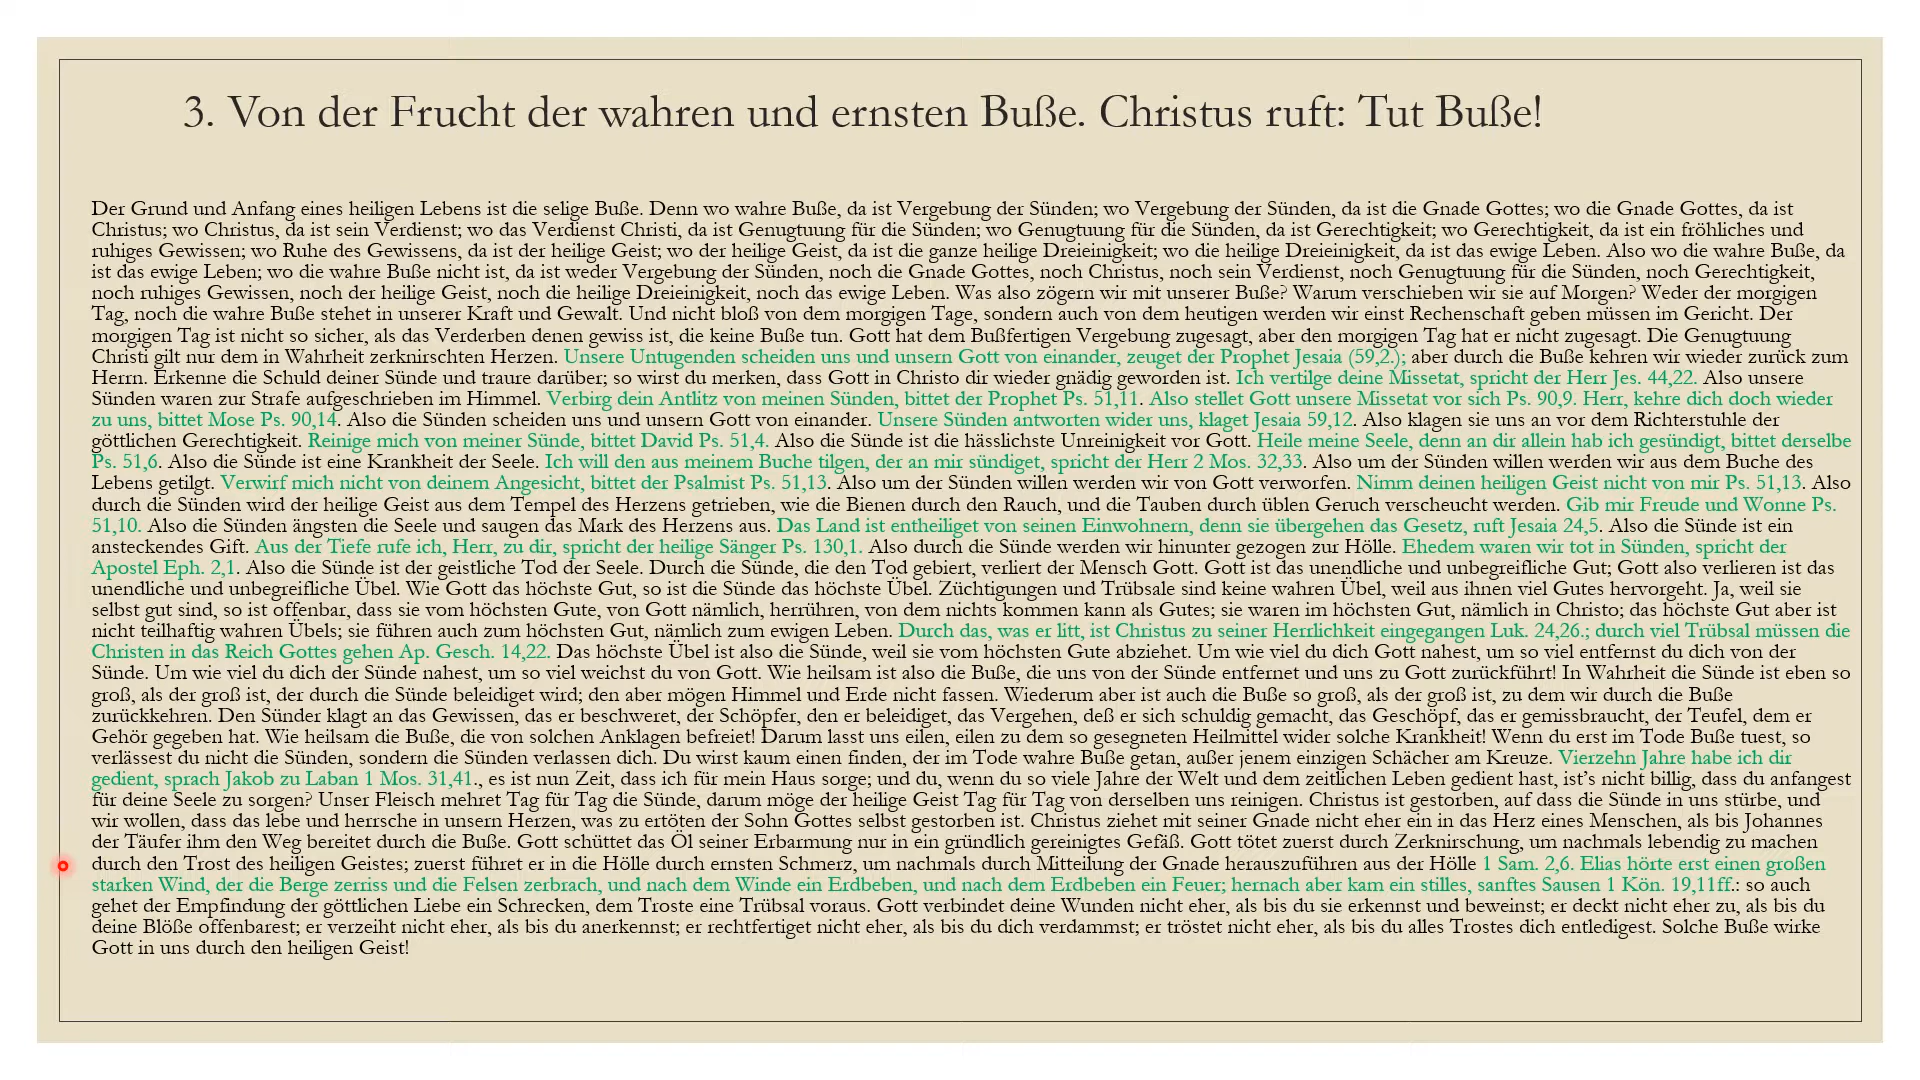 3. Von der Frucht der wahren und ernsten Buße. Christus ruft: Tut Buße!
Der Grund und Anfang eines heiligen Lebens ist die selige Buße. Denn wo wahre Buße, da ist Vergebung der Sünden; wo Vergebung der Sünden, da ist die Gnade Gottes; wo die Gnade Gottes, da ist
Christus; wo Christus, da ist sein Verdienst; wo das Verdienst Christi, da ist Genugtuung für die Sünden; wo Genugtuung für die Sünden, da ist Gerechtigkeit; wo Gerechtigkeit, da ist ein fröhliches und
ruhiges Gewissen; wo Ruhe des Gewissens, da ist der heilige Geist; wo der heilige Geist, da ist die ganze heilige Dreieinigkeit; wo die heilige Dreieinigkeit, da ist das ewige Leben. Also wo die wahre Buße, da
ist das ewige Leben; wo die wahre Buße nicht ist, da ist weder Vergebung der Sünden, noch die Gnade Gottes, noch Christus, noch sein Verdienst, noch Genugtuung für die Sünden, noch Gerechtigkeit,
noch ruhiges Gewissen, noch der heilige Geist, noch die heilige Dreieinigkeit, noch das ewige Leben. Was also zögern wir mit unserer Buße? Warum verschieben wir sie auf Morgen? Weder der morgigen
Tag, noch die wahre Buße stehet in unserer Kraft und Gewalt. Und nicht bloß von dem morgigen Tage, sondern auch von dem heutigen werden wir einst Rechenschaft geben müssen im Gericht. Der
morgigen Tag ist nicht so sicher, als das Verderben denen gewiss ist, die keine Buße tun. Gott hat dem Bußfertigen Vergebung zugesagt, aber den morgigen Tag hat er nicht zugesagt. Die Genugtuung
Christi gilt nur dem in Wahrheit zerknirschten Herzen. Unsere Untugenden scheiden uns und unsern Gott von einander, zeuget der Prophet Jesaia (59,2.); aber durch die Buße kehren wir wieder zurück zum
Herrn. Erkenne die Schuld deiner Sünde und traure darüber; so wirst du merken, dass Gott in Christo dir wieder gnädig geworden ist. Ich vertilge deine Missetat, spricht der Herr Jes. 44,22. Also unsere
Sünden waren zur Strafe aufgeschrieben im Himmel. Verbirg dein Antlitz von meinen Sünden, bittet der Prophet Ps. 51,11. Also stellet Gott unsere Missetat vor sich Ps. 90,9. Herr, kehre dich doch wieder
zu uns, bittet Mose Ps. 90,14. Also die Sünden scheiden uns und unsern Gott von einander. Unsere Sünden antworten wider uns, klaget Jesaia 59,12. Also klagen sie uns an vor dem Richterstuhle der
göttlichen Gerechtigkeit. Reinige mich von meiner Sünde, bittet David Ps. 51,4. Also die Sünde ist die hässlichste Unreinigkeit vor Gott. Heile meine Seele, denn an dir allein hab ich gesündigt, bittet derselbe
Ps. 51,6. Also die Sünde ist eine Krankheit der Seele. Ich will den aus meinem Buche tilgen, der an mir sündiget, spricht der Herr 2 Mos. 32,33. Also um der Sünden willen werden wir aus dem Buche des
Lebens getilgt. Verwirf mich nicht von deinem Angesicht, bittet der Psalmist Ps. 51,13. Also um der Sünden willen werden wir von Gott verworfen. Nimm deinen heiligen Geist nicht von mir Ps. 51,13. Also
durch die Sünden wird der heilige Geist aus dem Tempel des Herzens getrieben, wie die Bienen durch den Rauch, und die Tauben durch üblen Geruch verscheucht werden. Gib mir Freude und Wonne Ps.
51,10. Also die Sünden ängsten die Seele und saugen das Mark des Herzens aus. Das Land ist entheiliget von seinen Einwohnern, denn sie übergehen das Gesetz, ruft Jesaia 24,5. Also die Sünde ist ein
ansteckendes Gift. Aus der Tiefe rufe ich, Herr, zu dir, spricht der heilige Sänger Ps. 130,1. Also durch die Sünde werden wir hinunter gezogen zur Hölle. Ehedem waren wir tot in Sünden, spricht der
Apostel Eph. 2,1. Also die Sünde ist der geistliche Tod der Seele. Durch die Sünde, die den Tod gebiert, verliert der Mensch Gott. Gott ist das unendliche und unbegreifliche Gut; Gott also verlieren ist das
unendliche und unbegreifliche Übel. Wie Gott das höchste Gut, so ist die Sünde das höchste Übel. Züchtigungen und Trübsale sind keine wahren Übel, weil aus ihnen viel Gutes hervorgeht. Ja, weil sie
selbst gut sind, so ist offenbar, dass sie vom höchsten Gute, von Gott nämlich, herrühren, von dem nichts kommen kann als Gutes; sie waren im höchsten Gut, nämlich in Christo; das höchste Gut aber ist
nicht teilhaftig wahren Übels; sie führen auch zum höchsten Gut, nämlich zum ewigen Leben. Durch das, was er litt, ist Christus zu seiner Herrlichkeit eingegangen Luk. 24,26.; durch viel Trübsal müssen die
Christen in das Reich Gottes gehen Ap. Gesch. 14,22. Das höchste Übel ist also die Sünde, weil sie vom höchsten Gute abziehet. Um wie viel du dich Gott nahest, um so viel entfernst du dich von der
Sünde. Um wie viel du dich der Sünde nahest, um so viel weichst du von Gott. Wie heilsam ist also die Buße, die uns von der Sünde entfernet und uns zu Gott zurückführt! In Wahrheit die Sünde ist eben so
groß, als der groß ist, der durch die Sünde beleidigt wird; den aber mögen Himmel und Erde nicht fassen. Wiederum aber ist auch die Buße so groß, als der groß ist, zu dem wir durch die Buße
zurückkehren. Den Sünder klagt an das Gewissen, das er beschweret, der Schöpfer, den er beleidiget, das Vergehen, deß er sich schuldig gemacht, das Geschöpf, das er gemissbraucht, der Teufel, dem er
Gehör gegeben hat. Wie heilsam die Buße, die von solchen Anklagen befreiet! Darum lasst uns eilen, eilen zu dem so gesegneten Heilmittel wider solche Krankheit! Wenn du erst im Tode Buße tuest, so
verlässest du nicht die Sünden, sondern die Sünden verlassen dich. Du wirst kaum einen finden, der im Tode wahre Buße getan, außer jenem einzigen Schächer am Kreuze. Vierzehn Jahre habe ich dir
gedient, sprach Jakob zu Laban 1 Mos. 31,41., es ist nun Zeit, dass ich für mein Haus sorge; und du, wenn du so viele Jahre der Welt und dem zeitlichen Leben gedient hast, ist’s nicht billig, dass du anfangest
für deine Seele zu sorgen? Unser Fleisch mehret Tag für Tag die Sünde, darum möge der heilige Geist Tag für Tag von derselben uns reinigen. Christus ist gestorben, auf dass die Sünde in uns stürbe, und
wir wollen, dass das lebe und herrsche in unsern Herzen, was zu ertöten der Sohn Gottes selbst gestorben ist. Christus ziehet mit seiner Gnade nicht eher ein in das Herz eines Menschen, als bis Johannes
der Täufer ihm den Weg bereitet durch die Buße. Gott schüttet das Öl seiner Erbarmung nur in ein gründlich gereinigtes Gefäß. Gott tötet zuerst durch Zerknirschung, um nachmals lebendig zu machen
durch den Trost des heiligen Geistes; zuerst führet er in die Hölle durch ernsten Schmerz, um nachmals durch Mitteilung der Gnade herauszuführen aus der Hölle 1 Sam. 2,6. Elias hörte erst einen großen
starken Wind, der die Berge zerriss und die Felsen zerbrach, und nach dem Winde ein Erdbeben, und nach dem Erdbeben ein Feuer; hernach aber kam ein stilles, sanftes Sausen 1 Kön. 19,11ff.: so auch
gehet der Empfindung der göttlichen Liebe ein Schrecken, dem Troste eine Trübsal voraus. Gott verbindet deine Wunden nicht eher, als bis du sie erkennst und beweinst; er deckt nicht eher zu, als bis du
deine Blöße offenbarest; er verzeiht nicht eher, als bis du anerkennst; er rechtfertiget nicht eher, als bis du dich verdammst; er tröstet nicht eher, als bis du alles Trostes dich entledigest. Solche Buße wirke
Gott in uns durch den heiligen Geist!